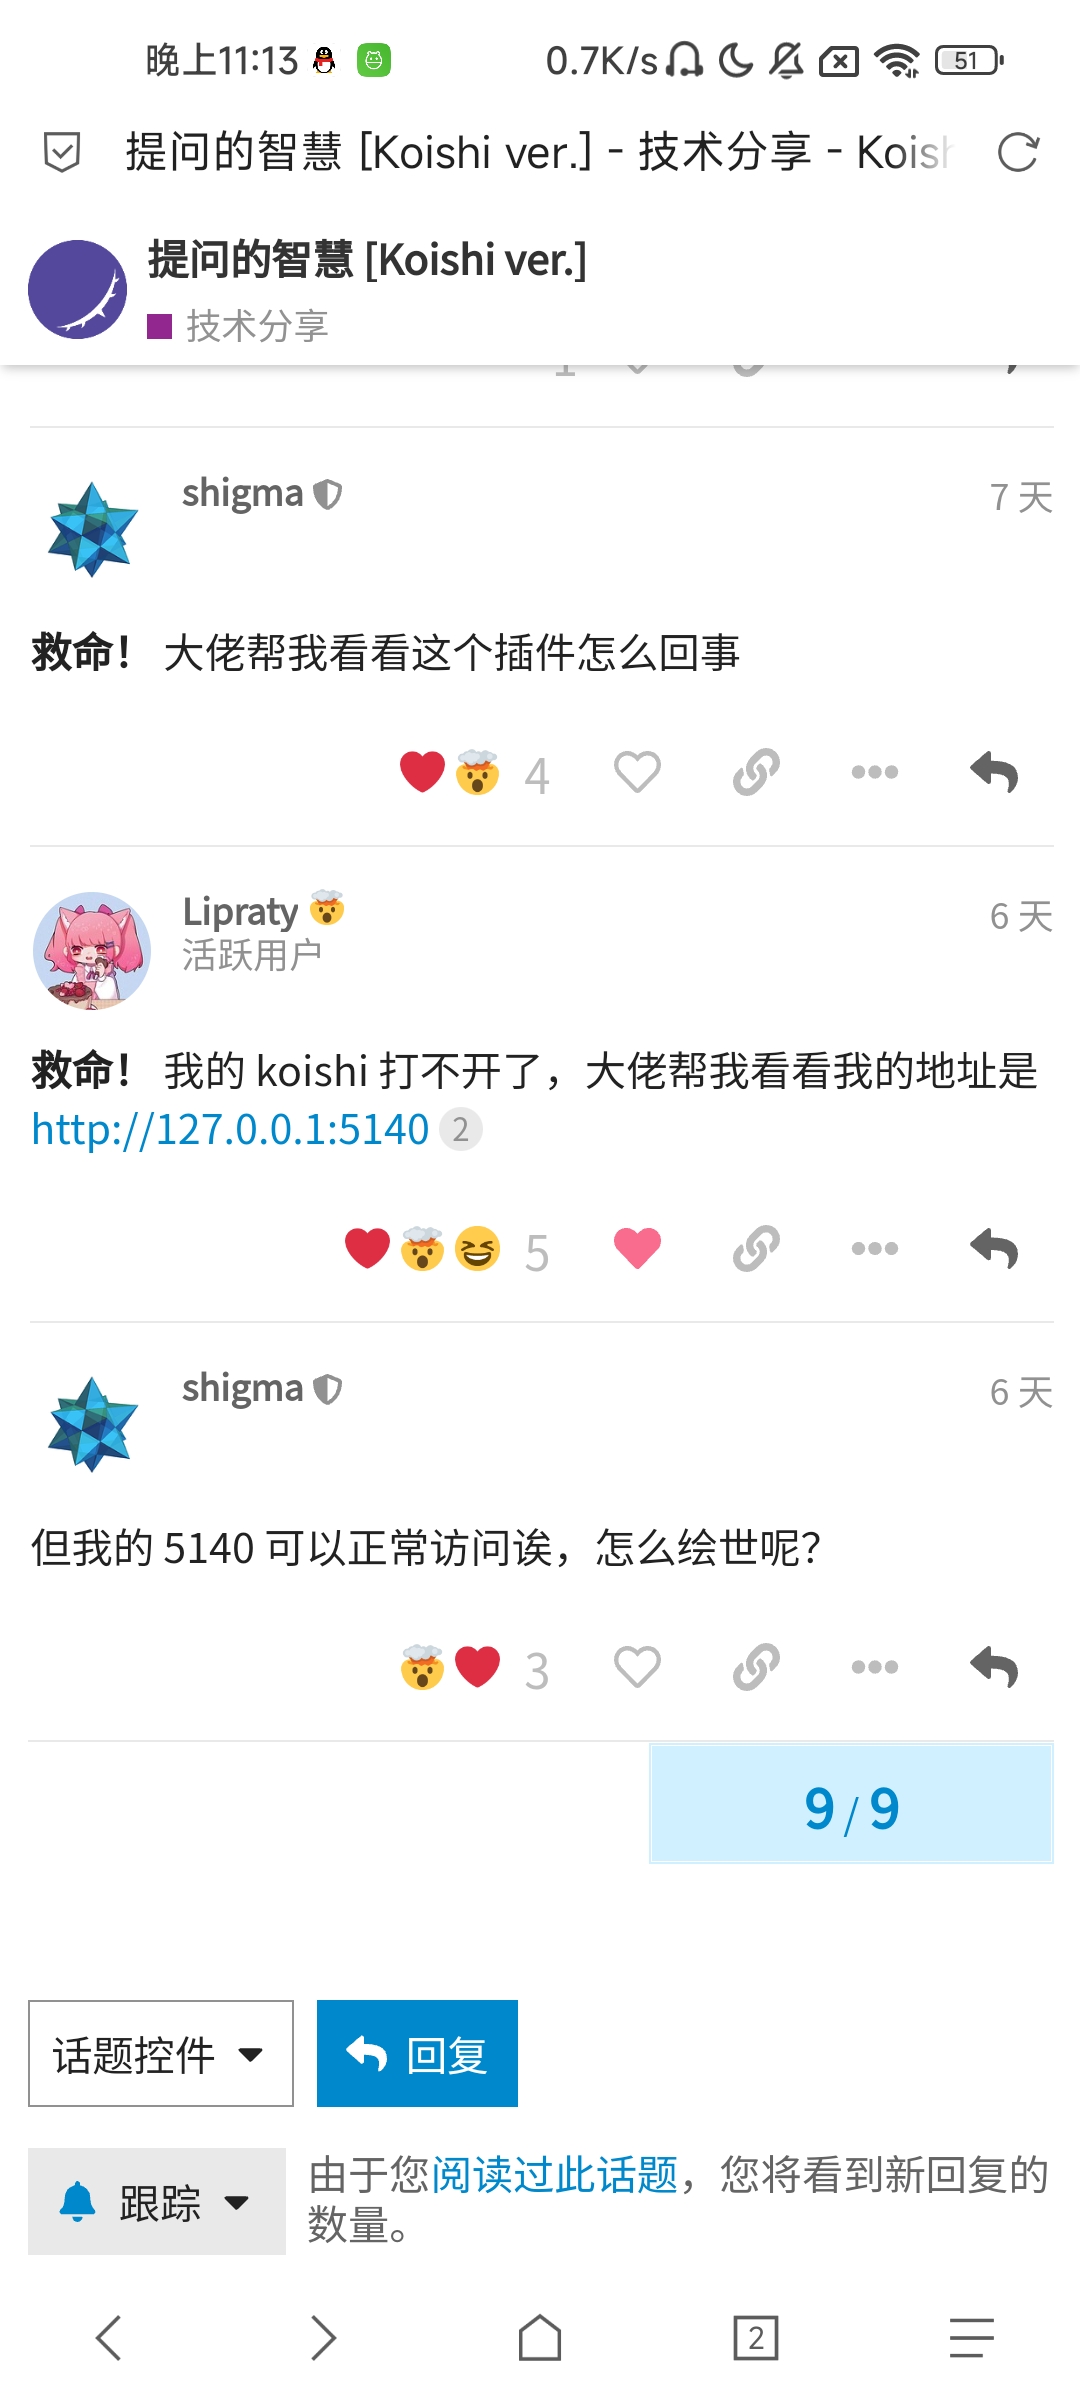 晚上11:13
0.7K/s
51
提问的智慧 [Koishi ver.] - 技术分享 - Koish
提问的智慧 [Koishi ver.]
技术分享
1
shigma
7 天
救命！ 大佬帮我看看这个插件怎么回事
4
Lipraty
活跃用户
6 天
救命！ 我的 koishi 打不开了，大佬帮我看看我的地址是
http://127.0.0.1:5140 2
5
shigma
6 天
但我的 5140 可以正常访问诶，怎么绘世呢？
3
9 / 9
话题控件
回复
跟踪
由于您阅读过此话题，您将看到新回复的
数量。
2